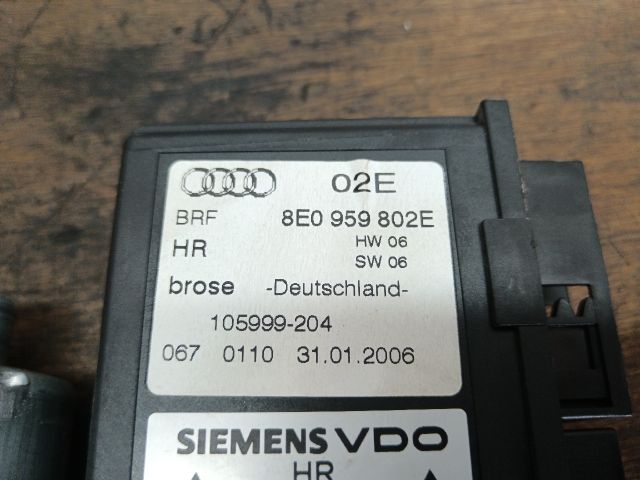 02E
BRF 8E0 959 802E
HR HW 06
SW 06
brose -Deutschland-
105999-204
067 0110 31.01.2006
SIEMENS VDO
HR